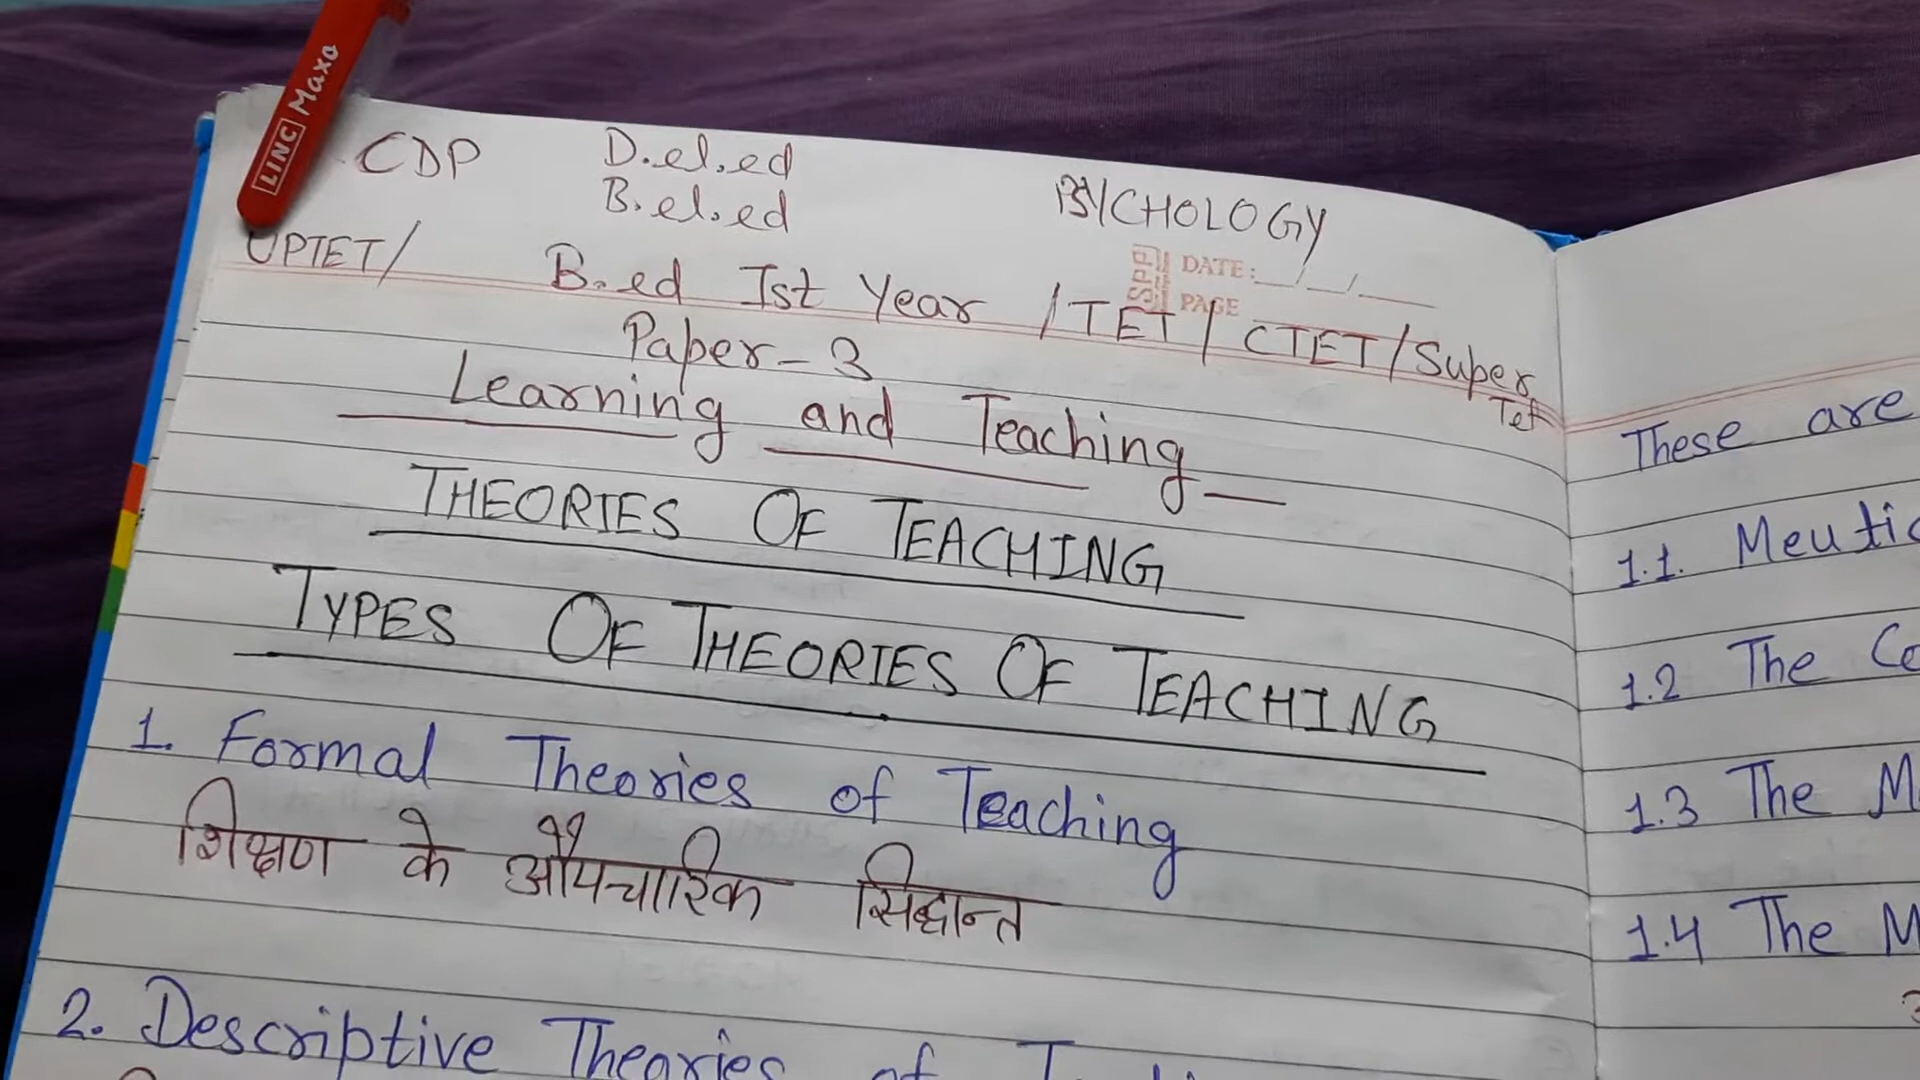 LINC Maxo
CDP D.el.ed PSYCHOLOGY
B.el.ed
UPTET/ B.ed Ist Year /TET/ CTET/Super Tet
DATE:
PAGE
Paper-3
Learning and Teaching
THEORIES OF TEACHING
TYPES OF THEORIES OF TEACHING
1. Formal Theories of Teaching
शिक्षण के औपचारिक सिद्धान्त
2. Descriptive Theories of
These are
1.1. Meutic
1.2 The
1.3 The
1.4 The